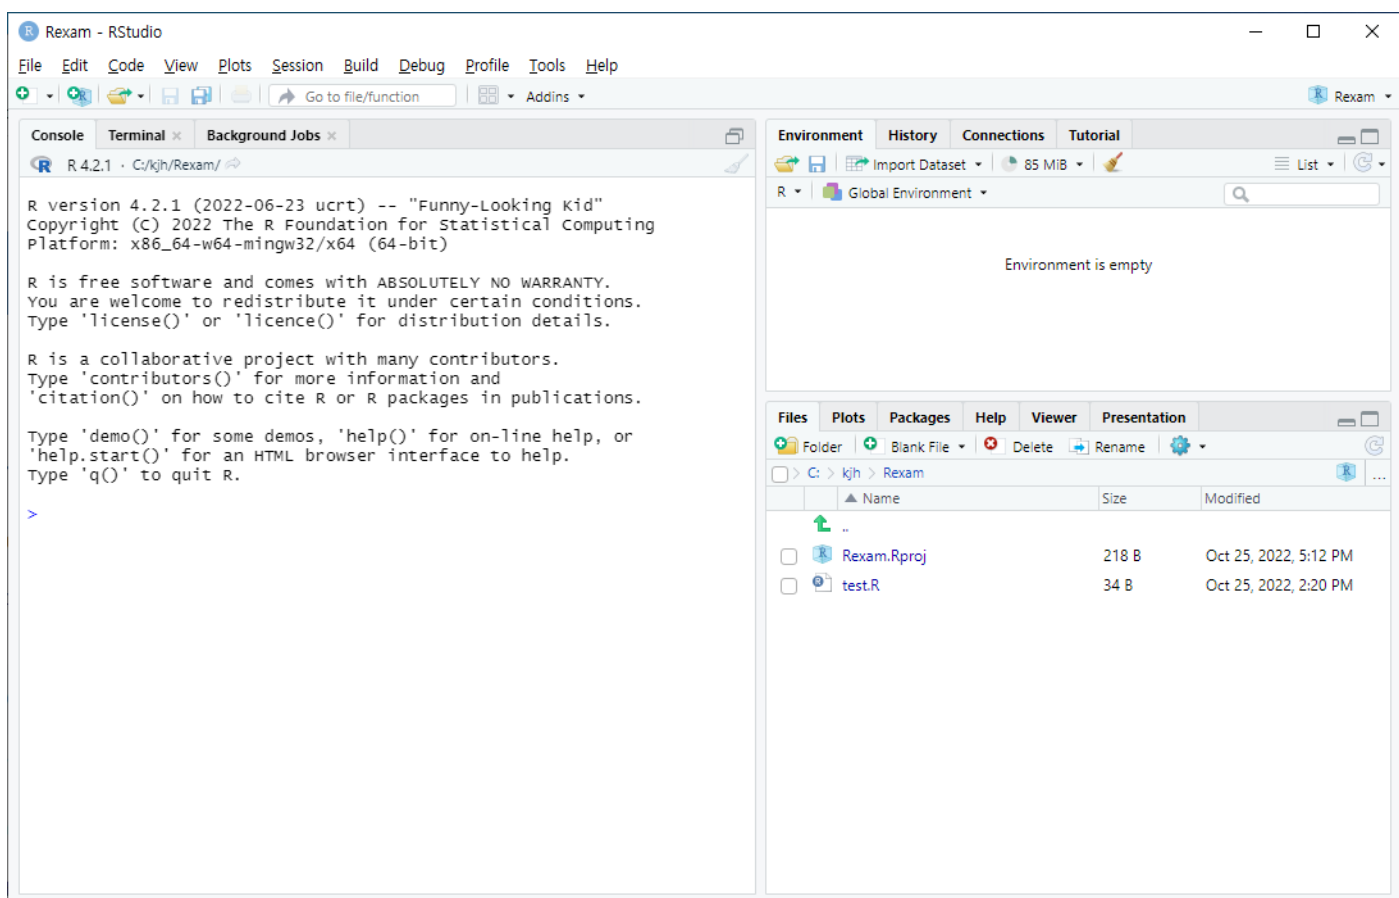 Rexam - RStudio
File Edit Code View Plots Session Build Debug Profile Tools Help
Go to file/function Addins Rexam
Console Terminal Background Jobs
R 4.2.1 · C:/kjh/Rexam/
R version 4.2.1 (2022-06-23 ucrt) -- "Funny-Looking Kid"
Copyright (C) 2022 The R Foundation for Statistical Computing
Platform: x86_64-w64-mingw32/x64 (64-bit)
R is free software and comes with ABSOLUTELY NO WARRANTY.
You are welcome to redistribute it under certain conditions.
Type 'license()' or 'licence()' for distribution details.
R is a collaborative project with many contributors.
Type 'contributors()' for more information and
'citation()' on how to cite R or R packages in publications.
Type 'demo()' for some demos, 'help()' for on-line help, or
'help.start()' for an HTML browser interface to help.
Type 'q()' to quit R.
>
Environment History Connections Tutorial
Import Dataset 85 MiB List
R Global Environment
Environment is empty
Files Plots Packages Help Viewer Presentation
Folder Blank File Delete Rename
C: > kjh > Rexam ...
Name Size Modified
..
Rexam.Rproj 218 B Oct 25, 2022, 5:12 PM
test.R 34 B Oct 25, 2022, 2:20 PM